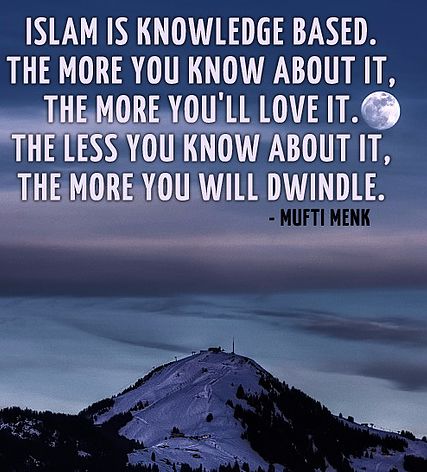 ISLAM IS KNOWLEDGE BASED.
THE MORE YOU KNOW ABOUT IT,
THE MORE YOU'LL LOVE IT.
THE LESS YOU KNOW ABOUT IT,
THE MORE YOU WILL DWINDLE.
- MUFTI MENK